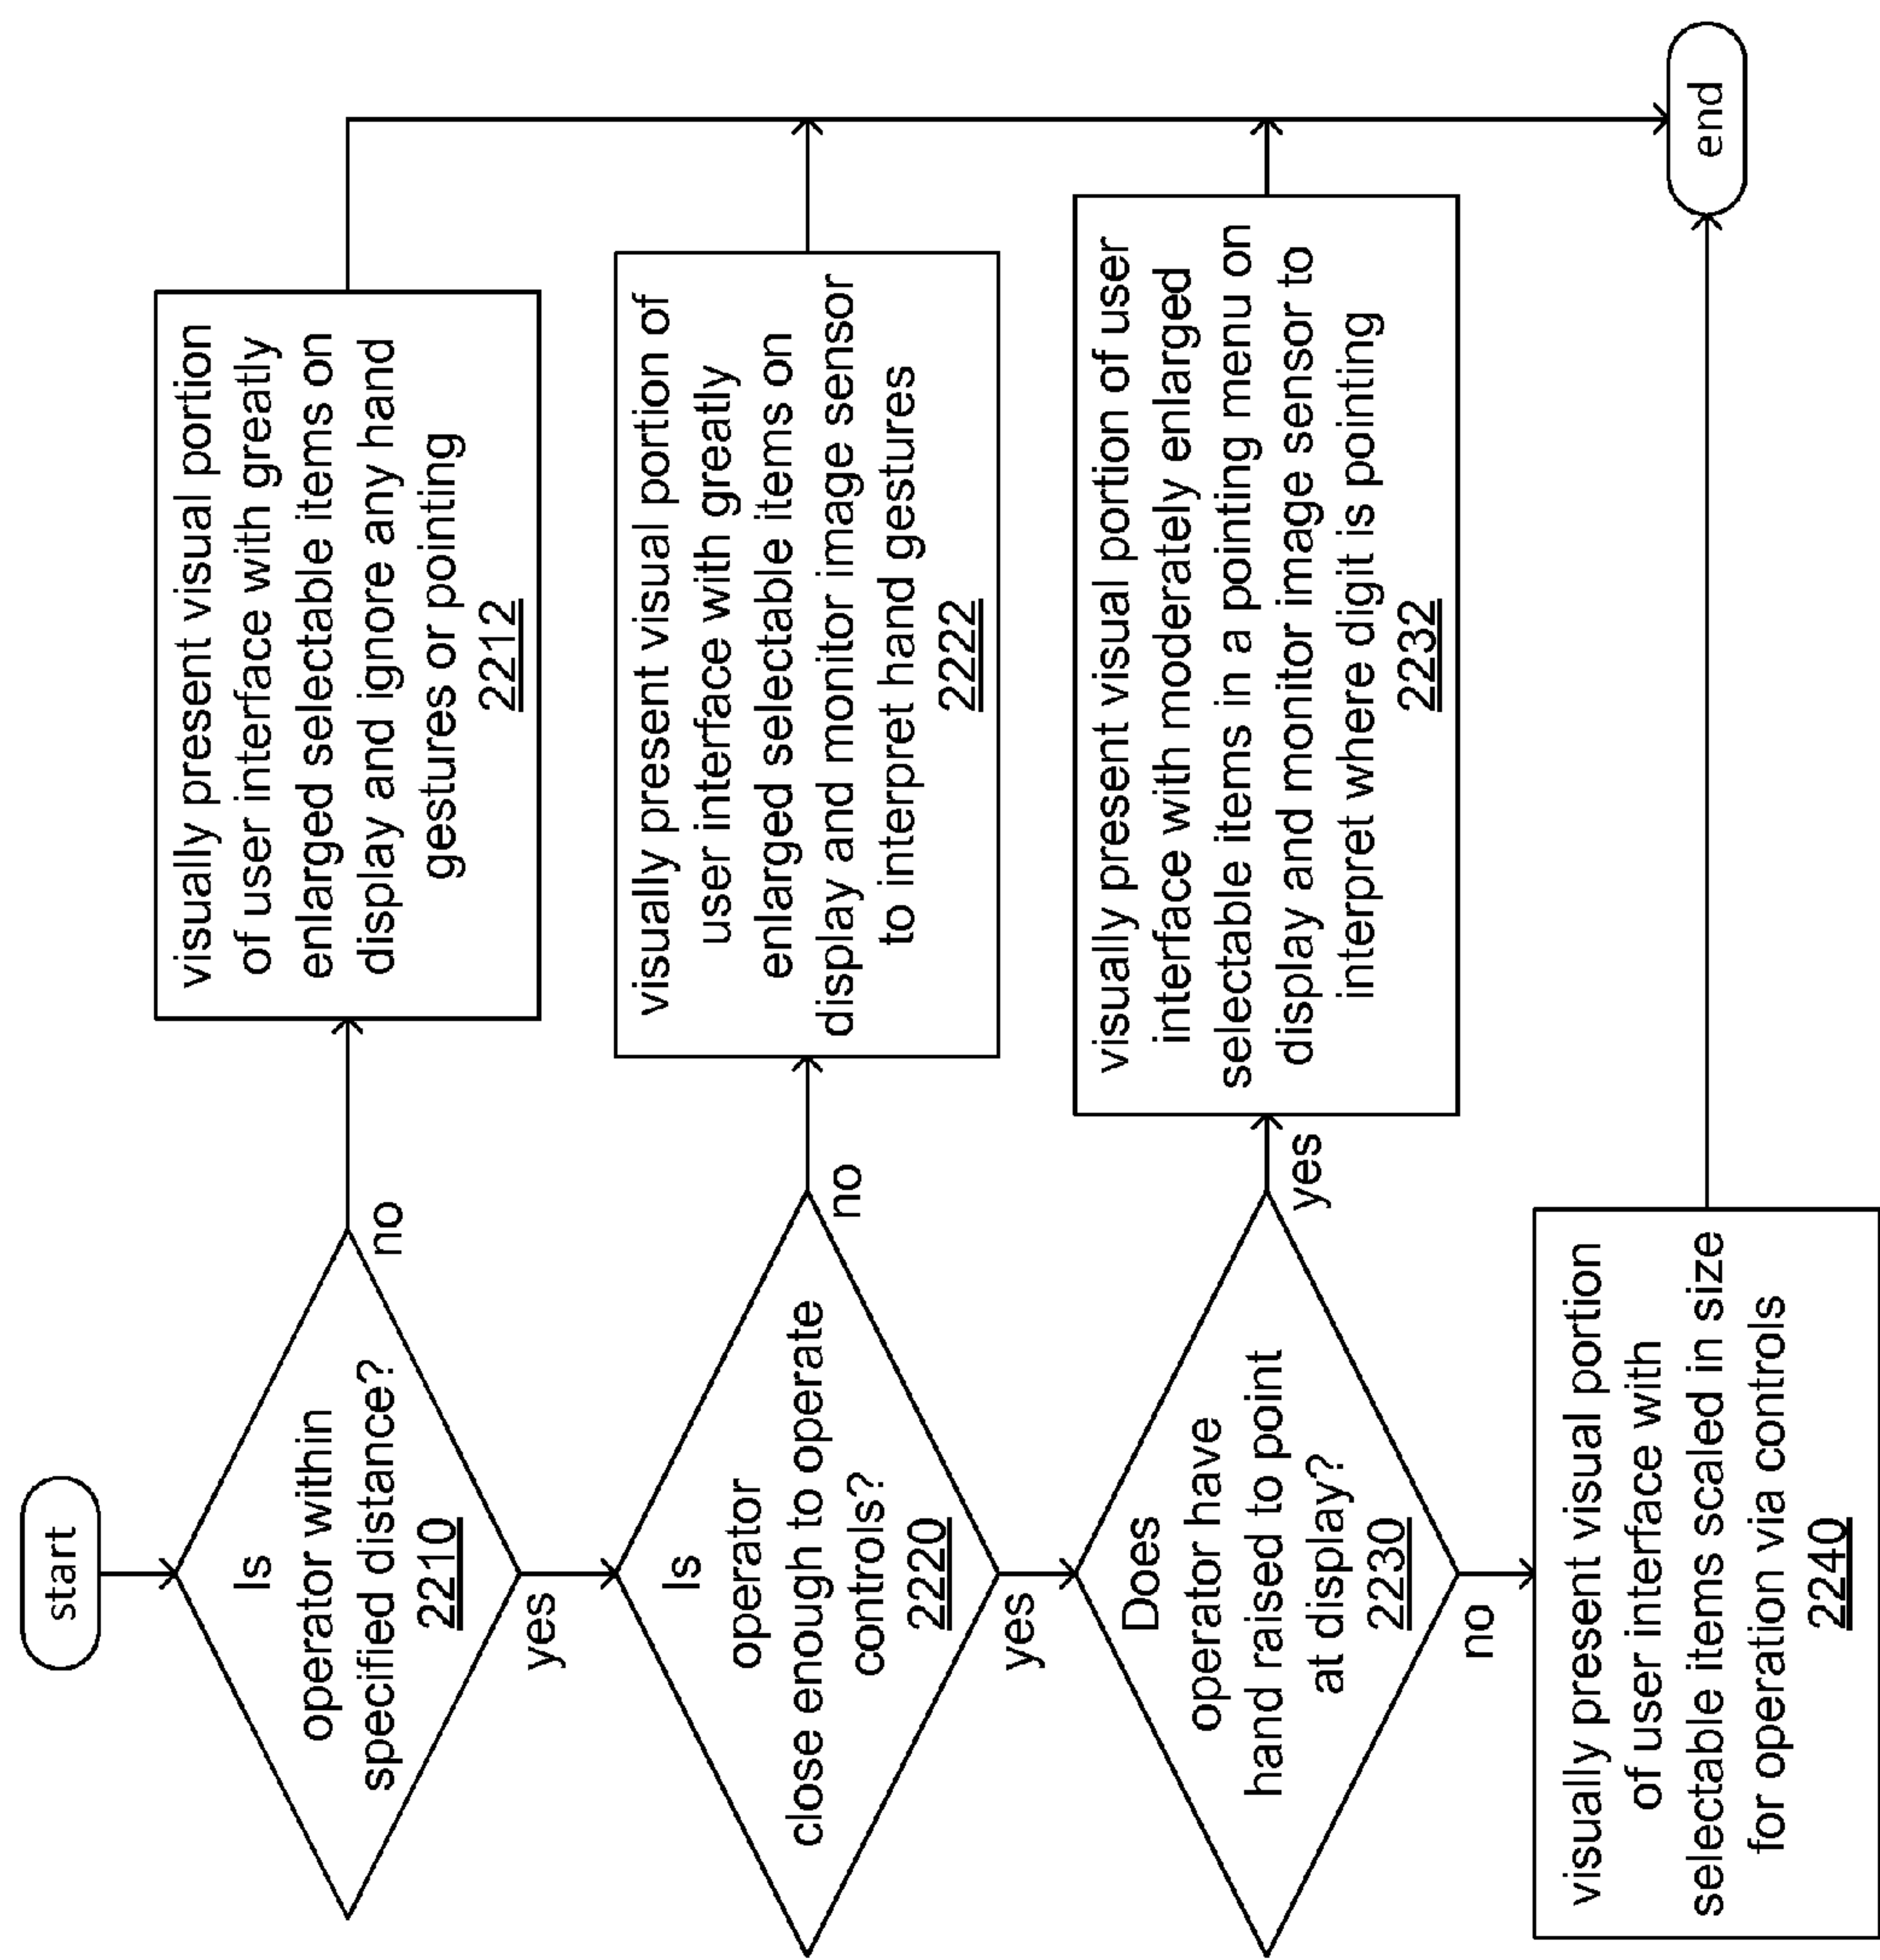 start
Is
operator within
specified distance?
2210
no
yes
visually present visual portion
of user interface with greatly
enlarged selectable items on
display and ignore any hand
gestures or pointing
2212
Is
operator
close enough to operate
controls?
2220
no
yes
visually present visual portion of
user interface with greatly
enlarged selectable items on
display and monitor image sensor
to interpret hand gestures
2222
Does
operator have
hand raised to point
at display?
2230
yes
no
visually present visual portion of user
interface with moderately enlarged
selectable items in a pointing menu on
display and monitor image sensor to
interpret where digit is pointing
2232
visually present visual portion
of user interface with
selectable items scaled in size
for operation via controls
2240
end